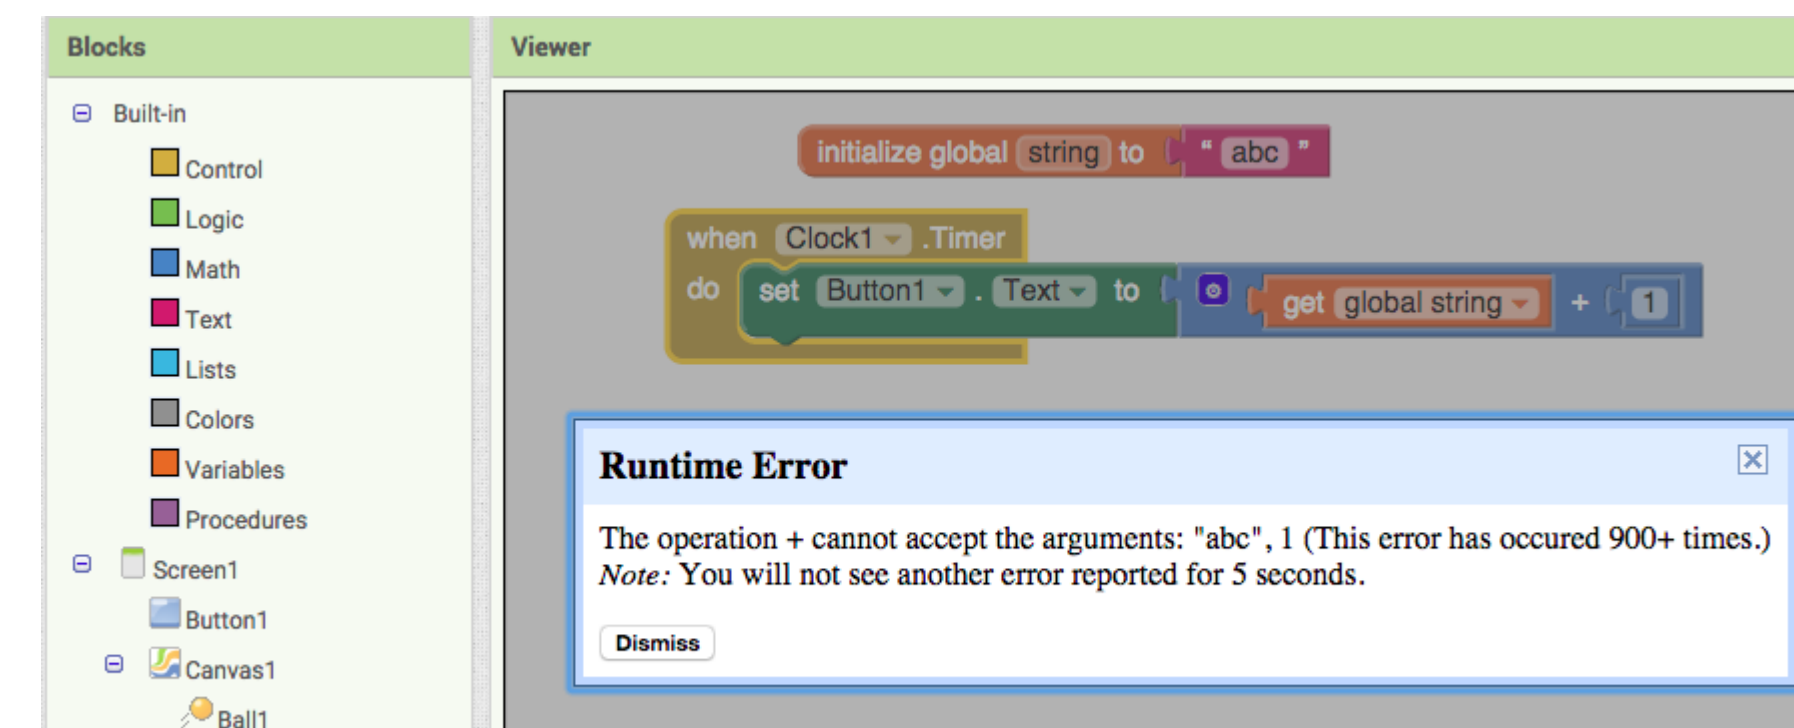 Blocks
Viewer
Built-in
Control
Logic
Math
Text
Lists
Colors
Variables
Procedures
Screen1
Button1
Canvas1
Ball1
initialize global string to " abc "
when Clock1 .Timer
do set Button1 . Text to get global string + 1
Runtime Error
The operation + cannot accept the arguments: "abc", 1 (This error has occured 900+ times.)
Note: You will not see another error reported for 5 seconds.
Dismiss